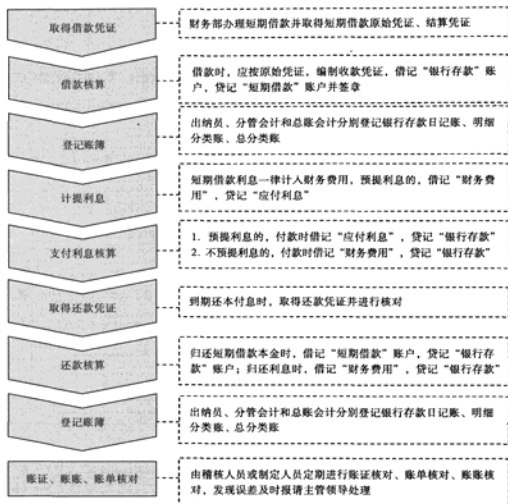 取得借款凭证
财务部办理短期借款并取得短期借款原始凭证、结算凭证
借款核算
借款时，应按原始凭证，编制收款凭证，借记“银行存款”账
户，贷记“短期借款”账户并签章
登记账簿
出纳员、分管会计和总账会计分别登记银行存款日记账、明细
分类账、总分类账
计提利息
短期借款利息一律计入财务费用，预提利息的，借记“财务费
用”，贷记“应付利息”
支付利息核算
1. 预提利息的，付款时借记“应付利息”，贷记“银行存款”
2. 不预提利息的，付款时借记“财务费用”，贷记“银行存款”
取得还款凭证
到期还本付息时，取得还款凭证并进行核对
还款核算
归还短期借款本金时，借记“短期借款”账户，贷记“银行存
款”账户；归还利息时，借记“财务费用”，贷记“银行存款”
登记账簿
出纳员、分管会计和总账会计分别登记银行存款日记账、明细
分类账、总分类账
账证、账账、账单核对
由稽核人员或制定人员定期进行账证核对、账单核对、账账核
对，发现误差及时报请主管领导处理